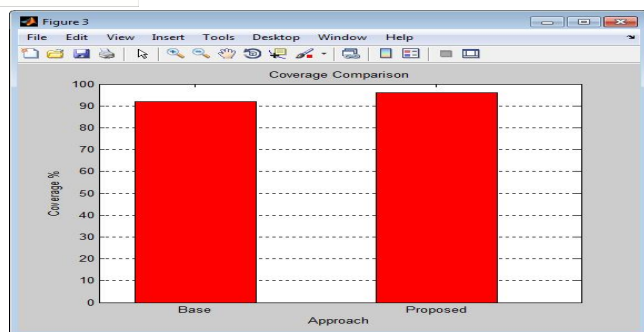 Figure 3
File Edit View Insert Tools Desktop Window Help
Coverage Comparison
100
90
80
70
60
50
40
30
20
10
0
Coverage %
Base Proposed
Approach